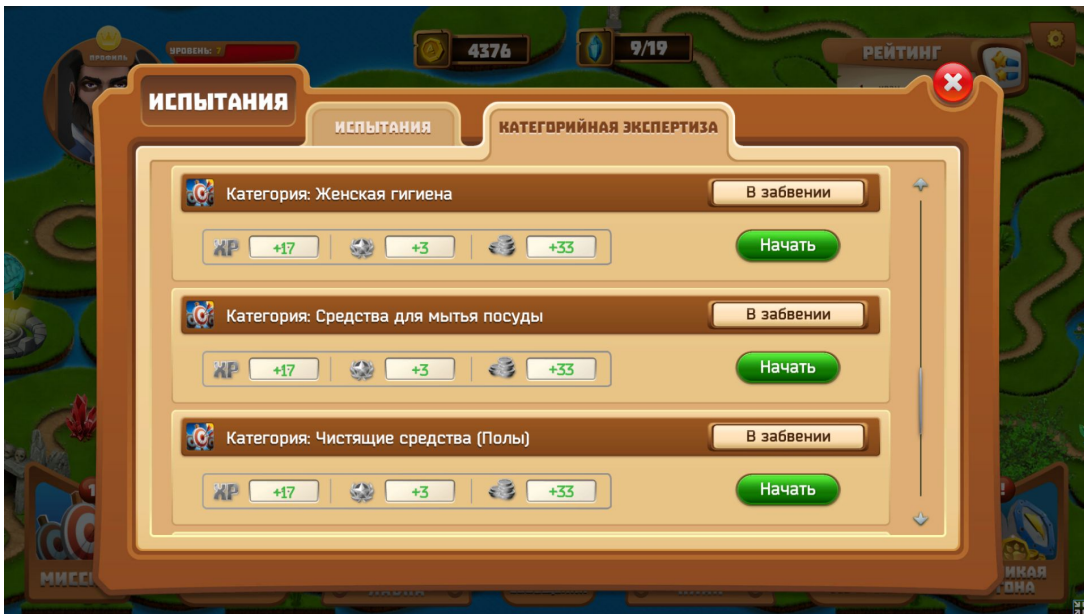 ПРОФИЛЬ
УРОВЕНЬ: 7
4376
9/19
РЕЙТИНГ
ИСПЫТАНИЯ
ИСПЫТАНИЯ
КАТЕГОРИЙНАЯ ЭКСПЕРТИЗА
Категория: Женская гигиена
В забвении
XP +17 +3 +33
Начать
Категория: Средства для мытья посуды
В забвении
XP +17 +3 +33
Начать
Категория: Чистящие средства (Полы)
В забвении
XP +17 +3 +33
Начать